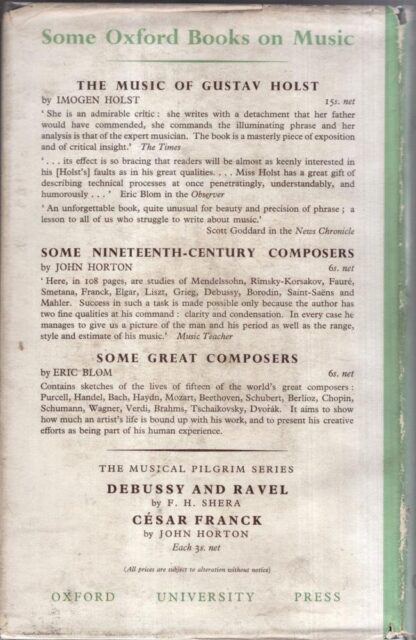 Some Oxford Books on Music
THE MUSIC OF GUSTAV HOLST
by IMOGEN HOLST 15s. net
‘ She is an admirable critic : she writes with a detachment that her father
would have commended, she commands the illuminating phrase and her
analysis is that of the expert musician. The book is a masterly piece of exposition
and of critical insight.’ The Times
‘ . . . its effect is so bracing that readers will be almost as keenly interested in
his [Holst’s] faults as in his great qualities. . . . Miss Holst has a great gift of
describing technical processes at once penetratingly, understandably, and
humorously . . .’ Eric Blom in the Observer
‘ An unforgettable book, quite unusual for beauty and precision of phrase ; a
lesson to all of us who struggle to write about music.’
Scott Goddard in the News Chronicle
SOME NINETEENTH-CENTURY COMPOSERS
by JOHN HORTON 6s. net
‘ Here, in 108 pages, are studies of Mendelssohn, Rimsky-Korsakov, Fauré,
Smetana, Franck, Elgar, Liszt, Grieg, Debussy, Borodin, Saint-Saëns and
Mahler. Success in such a task is made possible only because the author has
two fine qualities at his command : clarity and condensation. In every case he
manages to give us a picture of the man and his period as well as the range,
style and estimate of his music.’ Music Teacher
SOME GREAT COMPOSERS
by ERIC BLOM 6s. net
Contains sketches of the lives of fifteen of the world’s great composers :
Purcell, Handel, Bach, Haydn, Mozart, Beethoven, Schubert, Berlioz, Chopin,
Schumann, Wagner, Verdi, Brahms, Tschaikovsky, Dvořák. It aims to show
how much an artist’s life is bound up with his work, and to present his creative
efforts as being part of his human experience.
THE MUSICAL PILGRIM SERIES
DEBUSSY AND RAVEL
by F. H. SHERA
CÉSAR FRANCK
by JOHN HORTON
Each 3s. net
(All prices are subject to alteration without notice)
OXFORD UNIVERSITY PRESS